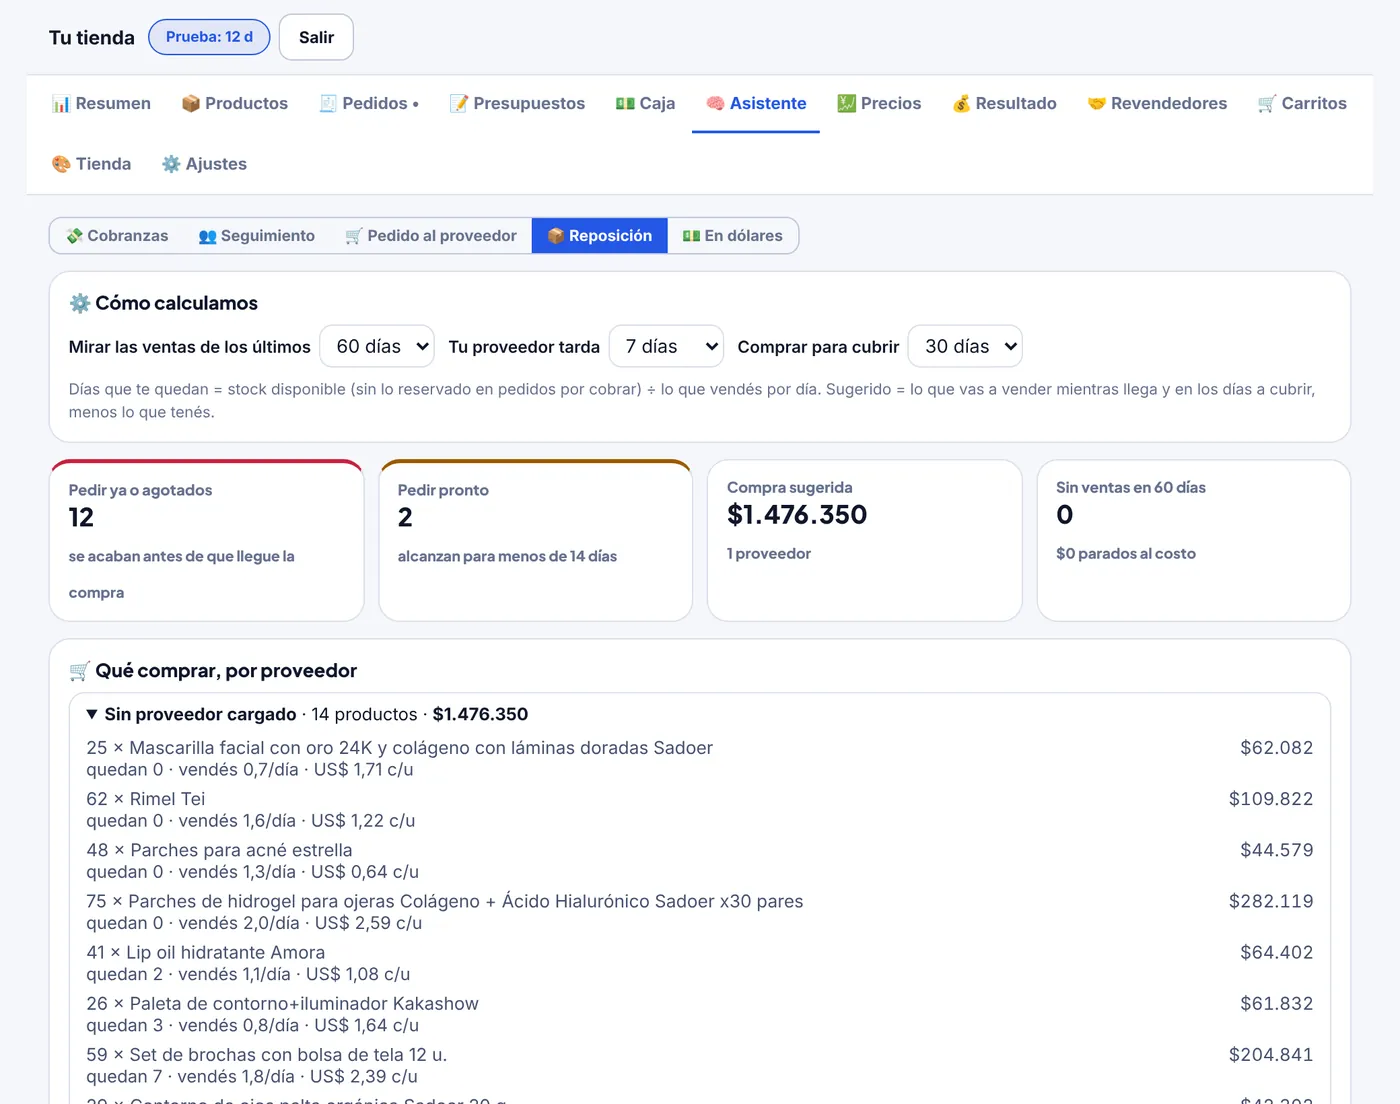 Tu tienda Prueba: 12 d Salir
📊 Resumen 📦 Productos 🧾 Pedidos • 📝 Presupuestos 💵 Caja 🧠 Asistente 💹 Precios 💰 Resultado 🤝 Revendedores 🛒 Carritos
🎨 Tienda ⚙️ Ajustes
💸 Cobranzas 👥 Seguimiento 🛒 Pedido al proveedor 📦 Reposición 💵 En dólares
⚙️ Cómo calculamos
Mirar las ventas de los últimos 60 días Tu proveedor tarda 7 días Comprar para cubrir 30 días
Días que te quedan = stock disponible (sin lo reservado en pedidos por cobrar) ÷ lo que vendés por día. Sugerido = lo que vas a vender mientras llega y en los días a cubrir,
menos lo que tenés.
Pedir ya o agotados
12
se acaban antes de que llegue la
compra
Pedir pronto
2
alcanzan para menos de 14 días
Compra sugerida
$1.476.350
1 proveedor
Sin ventas en 60 días
0
$0 parados al costo
🛒 Qué comprar, por proveedor
▼ Sin proveedor cargado · 14 productos · $1.476.350
25 × Mascarilla facial con oro 24K y colágeno con láminas doradas Sadoer $62.082
quedan 0 · vendés 0,7/día · US$ 1,71 c/u
62 × Rimel Tei $109.822
quedan 0 · vendés 1,6/día · US$ 1,22 c/u
48 × Parches para acné estrella $44.579
quedan 0 · vendés 1,3/día · US$ 0,64 c/u
75 × Parches de hidrogel para ojeras Colágeno + Ácido Hialurónico Sadoer x30 pares $282.119
quedan 0 · vendés 2,0/día · US$ 2,59 c/u
41 × Lip oil hidratante Amora $64.402
quedan 2 · vendés 1,1/día · US$ 1,08 c/u
26 × Paleta de contorno+iluminador Kakashow $61.832
quedan 3 · vendés 0,8/día · US$ 1,64 c/u
59 × Set de brochas con bolsa de tela 12 u. $204.841
quedan 7 · vendés 1,8/día · US$ 2,39 c/u